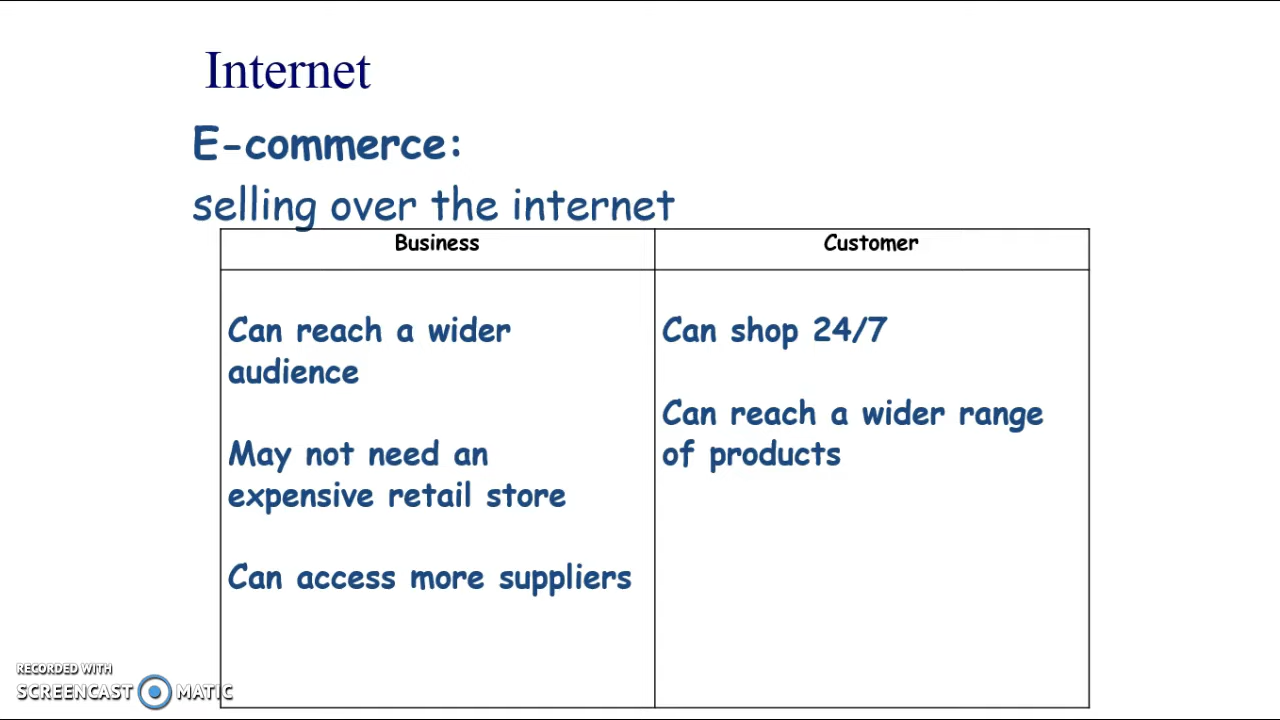 Internet
E-commerce:
selling over the internet
Business
Customer
Can reach a wider
audience
May not need an
expensive retail store
Can access more suppliers
Can shop 24/7
Can reach a wider range
of products
RECORDED WITH
SCREENCAST MATIC